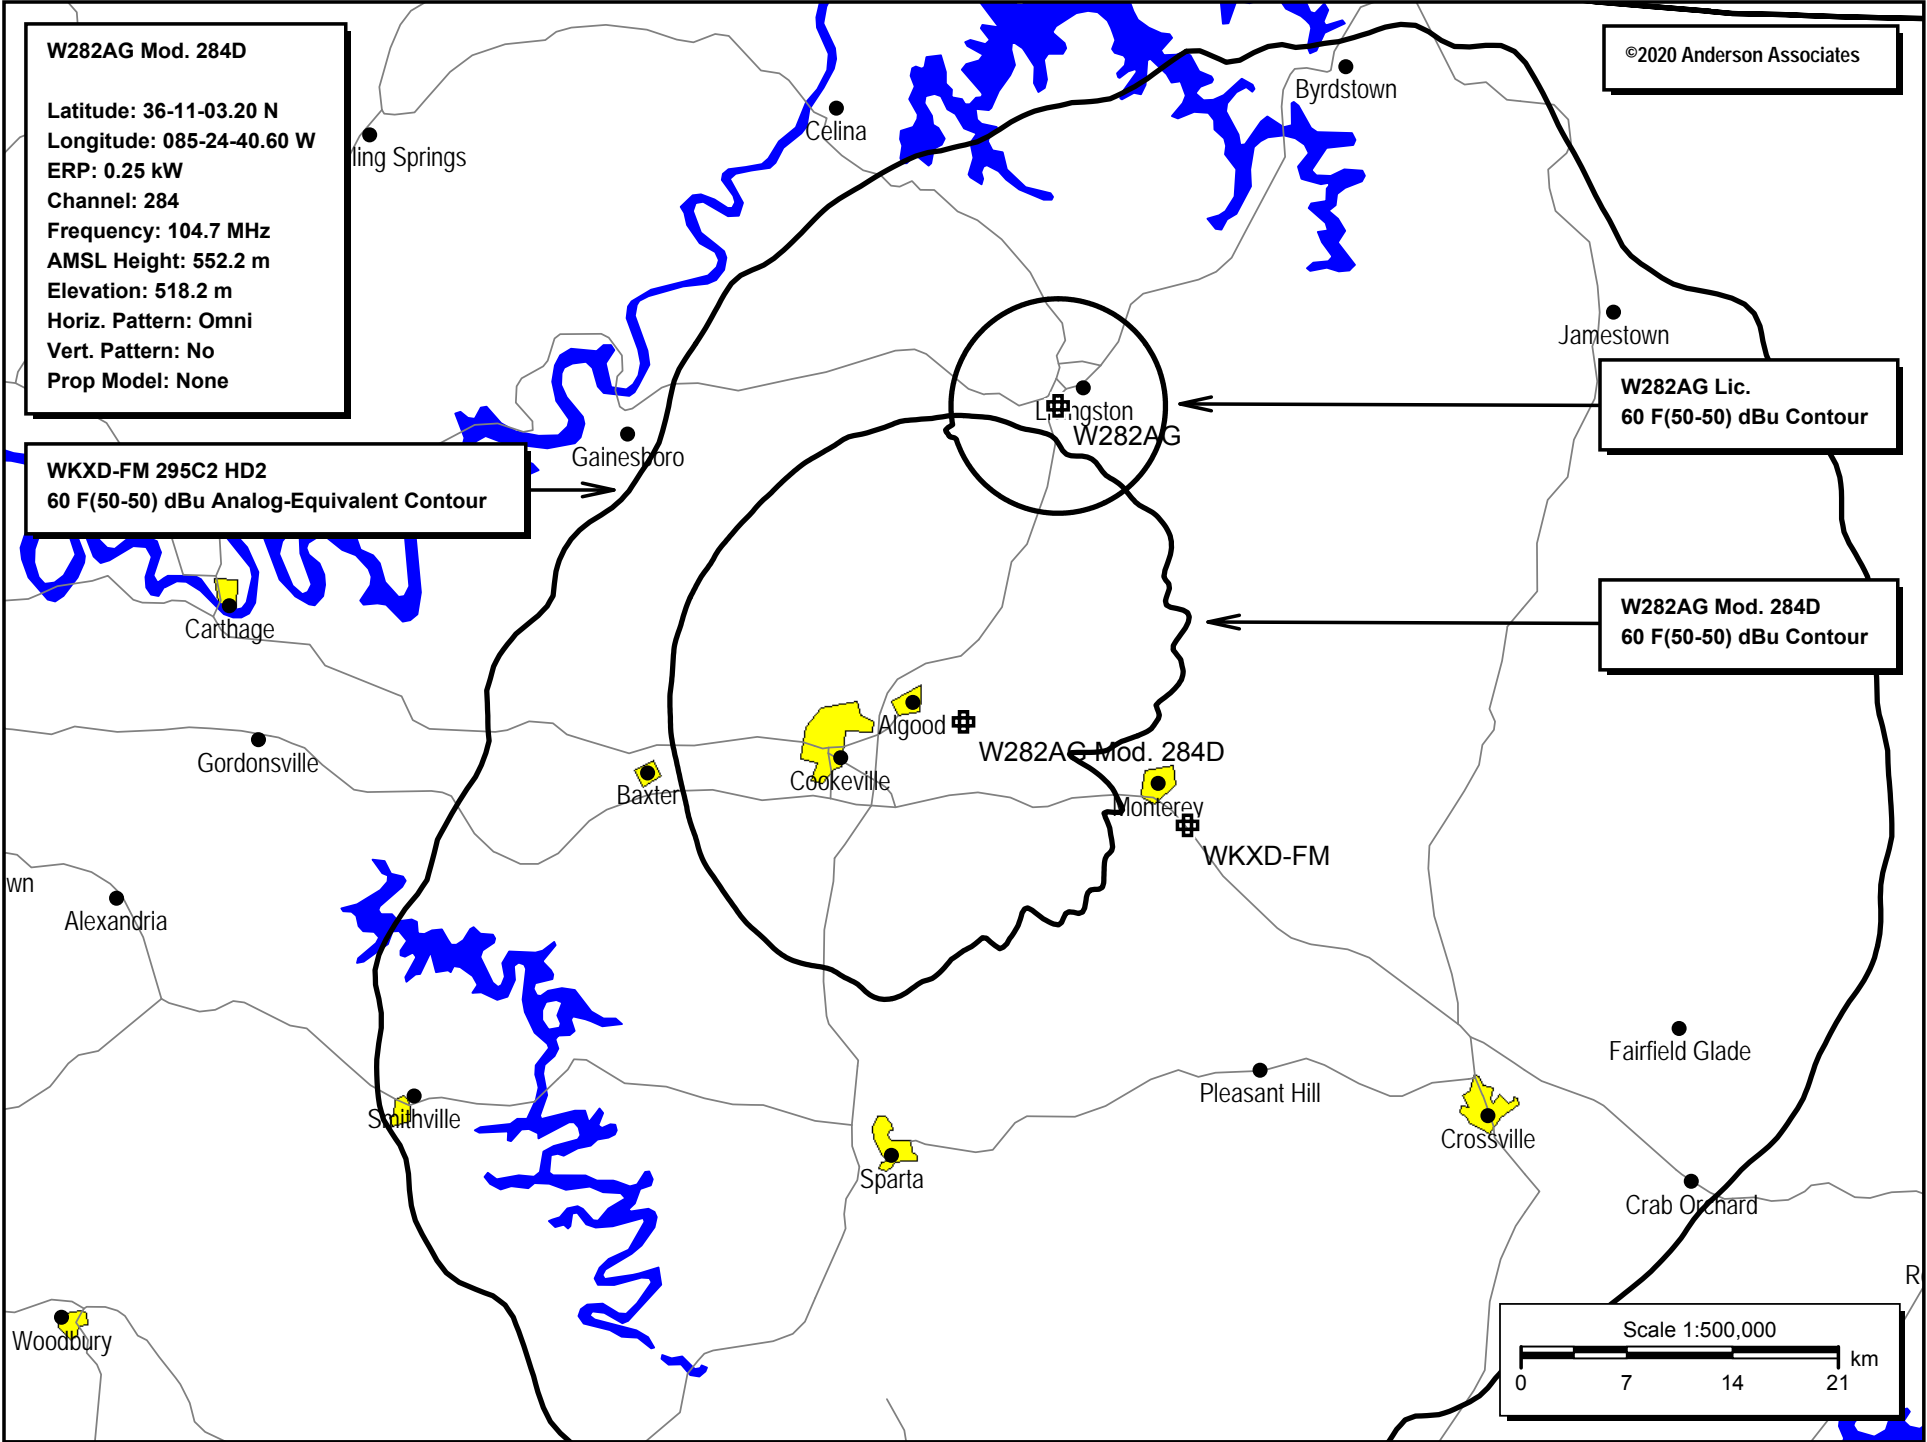 W282AG Mod. 284D
Latitude: 36-11-03.20 N
Longitude: 085-24-40.60 W
ERP: 0.25 kW
Channel: 284
Frequency: 104.7 MHz
AMSL Height: 552.2 m
Elevation: 518.2 m
Horiz. Pattern: Omni
Vert. Pattern: No
Prop Model: None
©2020 Anderson Associates
Byrdstown
Celina
ling Springs
Jamestown
W282AG Lic.
60 F(50-50) dBu Contour
Livingston
W282AG
Gainesboro
WKXD-FM 295C2 HD2
60 F(50-50) dBu Analog-Equivalent Contour
W282AG Mod. 284D
60 F(50-50) dBu Contour
Carthage
Algood
W282AG Mod. 284D
Gordonsville
Cookeville
Baxter
Monterey
WKXD-FM
wn
Alexandria
Fairfield Glade
Pleasant Hill
Smithville
Crossville
Sparta
Crab Orchard
R
Woodbury
Scale 1:500,000
km
0 7 14 21